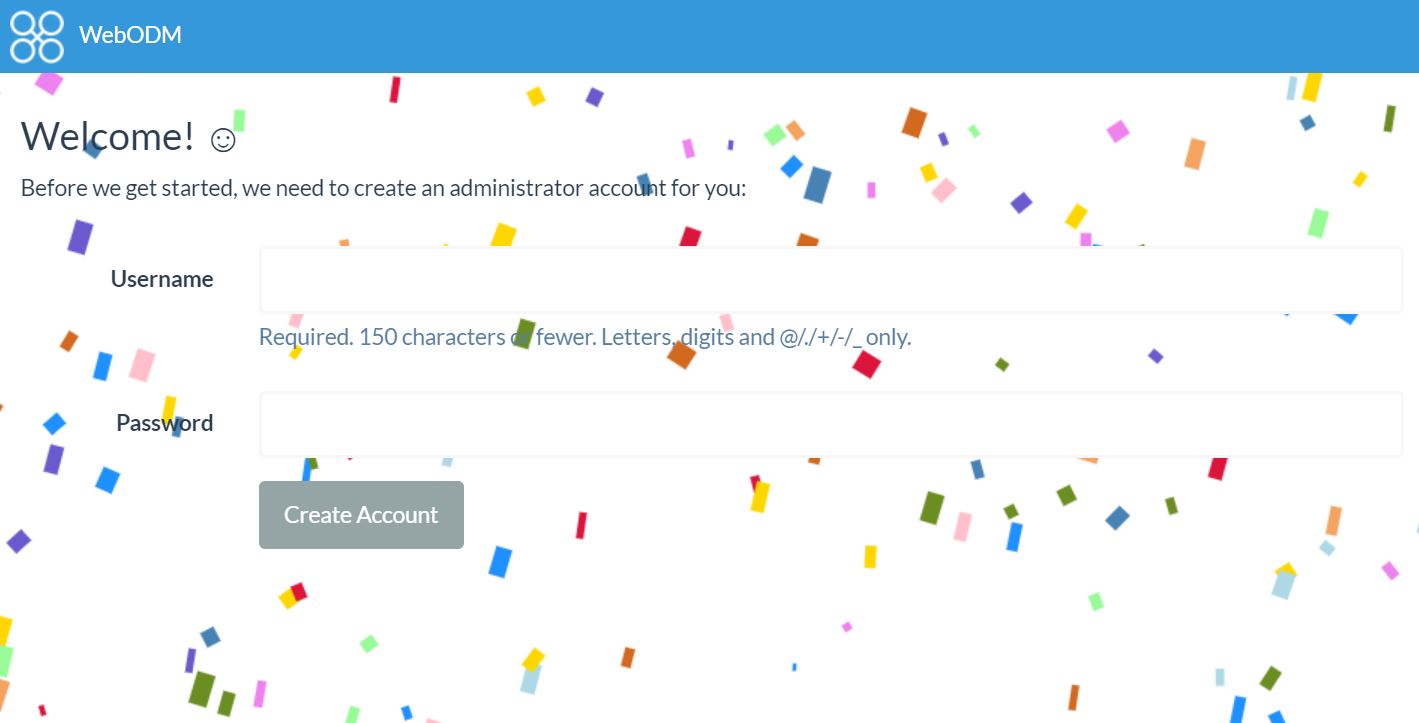 WebODM
Welcome! ☺
Before we get started, we need to create an administrator account for you:
Username
Required. 150 characters or fewer. Letters, digits and @/./+/-/_ only.
Password
Create Account